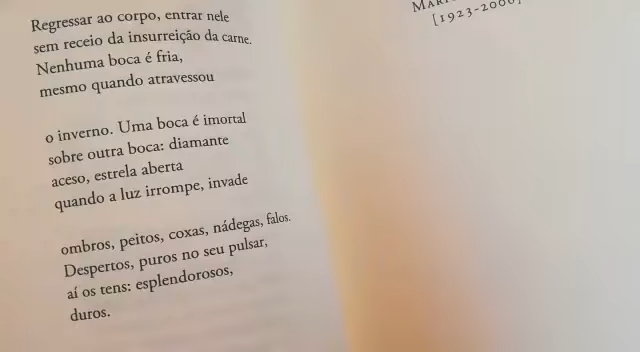 Regressar ao corpo, entrar nele
sem receio da insurreição da carne.
Nenhuma boca é fria,
mesmo quando atravessou
o inverno. Uma boca é imortal
sobre outra boca: diamante
aceso, estrela aberta
quando a luz irrompe, invade
ombros, peitos, coxas, nádegas, falos.
Despertos, puros no seu pulsar,
aí os tens: esplendorosos,
duros.
[1923-2006]